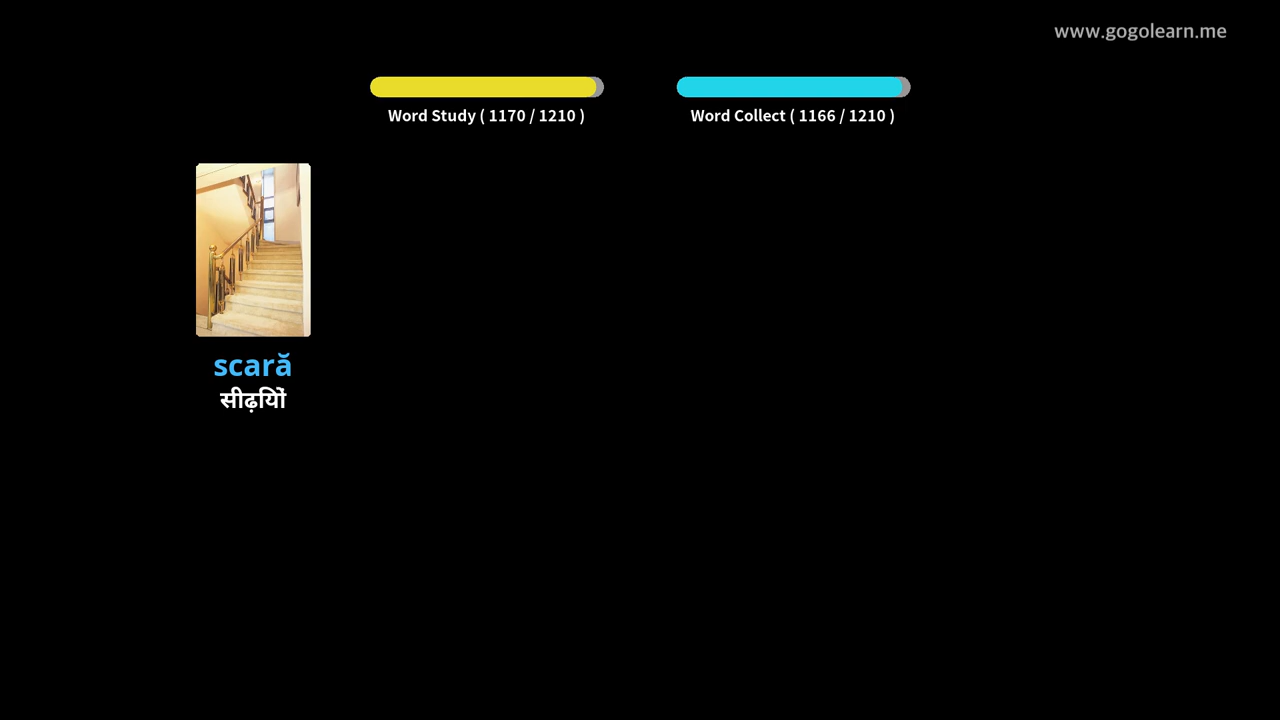 www.gogolearn.me
Word Study ( 1170 / 1210 )
Word Collect ( 1166 / 1210 )
scară
सीढ़ियों